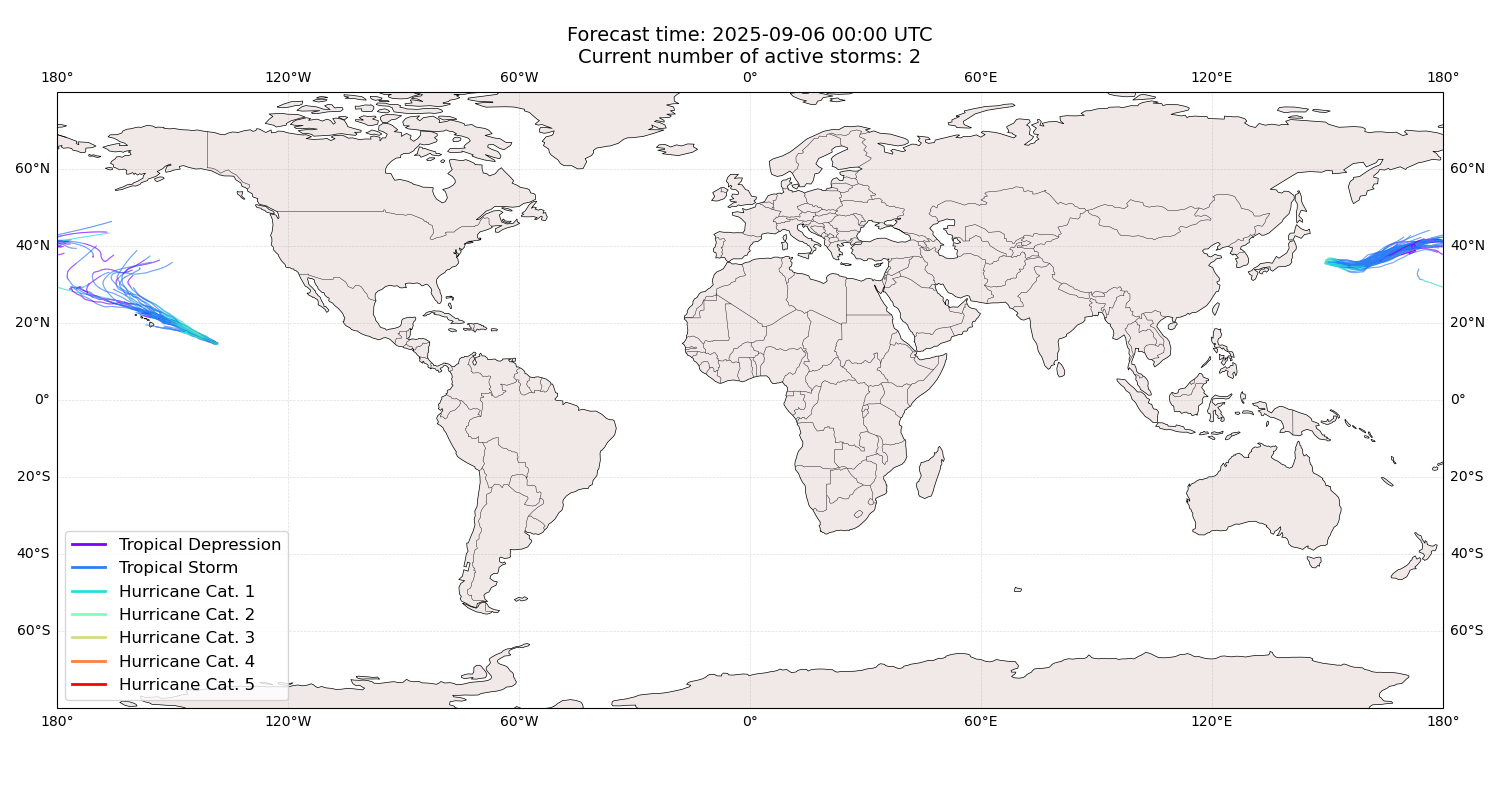 Forecast time: 2025-09-06 00:00 UTC
Current number of active storms: 2
180° 120°W 60°W 0° 60°E 120°E 180°
60°N 60°N
40°N 40°N
20°N 20°N
0° 0°
20°S 20°S
40°S 40°S
60°S 60°S
Tropical Depression
Tropical Storm
Hurricane Cat. 1
Hurricane Cat. 2
Hurricane Cat. 3
Hurricane Cat. 4
Hurricane Cat. 5
180° 120°W 60°W 0° 60°E 120°E 180°